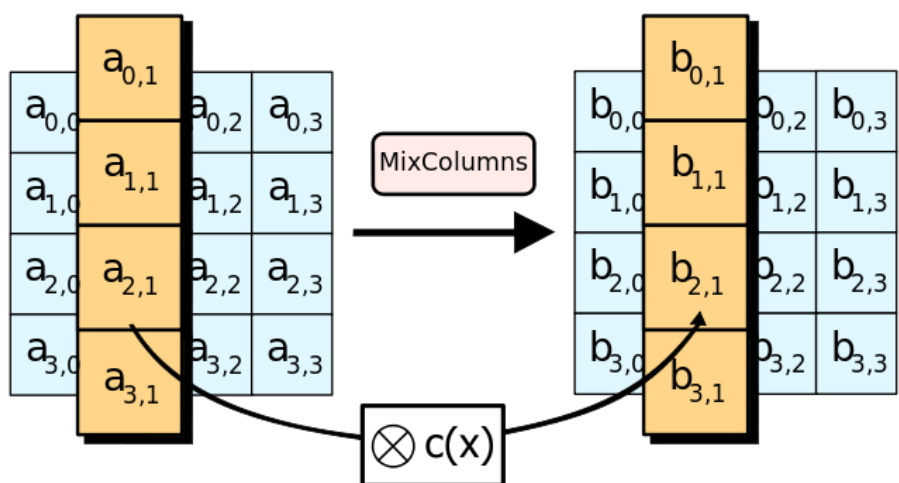 a0,1 b0,1
a0,0 a0,2 a0,3 b0,0 b0,2 b0,3
MixColumns
a1,1 b1,1
a1,0 a1,2 a1,3 b1,0 b1,2 b1,3
a2,1 b2,1
a2,0 a2,2 a2,3 b2,0 b2,2 b2,3
a3,0 a3,2 a3,3 b3,0 b3,2 b3,3
a3,1 b3,1
⊗ c(x)